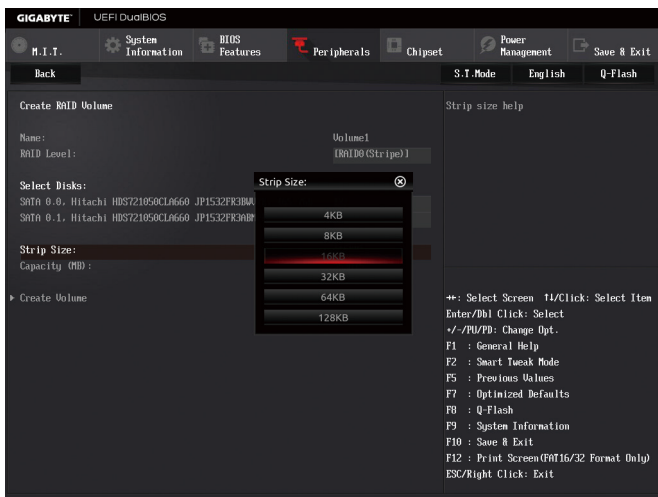 GIGABYTE™ UEFI DualBIOS
M.I.T. System Information BIOS Features Peripherals Chipset Power Management Save & Exit
Back S.T.Mode English Q-Flash
Create RAID Volume
Strip size help
Name: Volume1
RAID Level: [RAID0(Stripe)]
Select Disks:
SATA 0.0, Hitachi HDS721050CLA660
SATA 0.1, Hitachi HDS721050CLA660
Strip Size:
Capacity (MB):
▶ Create Volume
Strip Size:
4KB
8KB
16KB
32KB
64KB
128KB
→←: Select Screen ↑↓/Click: Select Item
Enter/Dbl Click: Select
+/-/PU/PD: Change Opt.
F1 : General Help
F2 : Smart Tweak Mode
F5 : Previous Values
F7 : Optimized Defaults
F8 : Q-Flash
F9 : System Information
F10 : Save & Exit
F12 : Print Screen(FAT16/32 Format Only)
ESC/Right Click: Exit